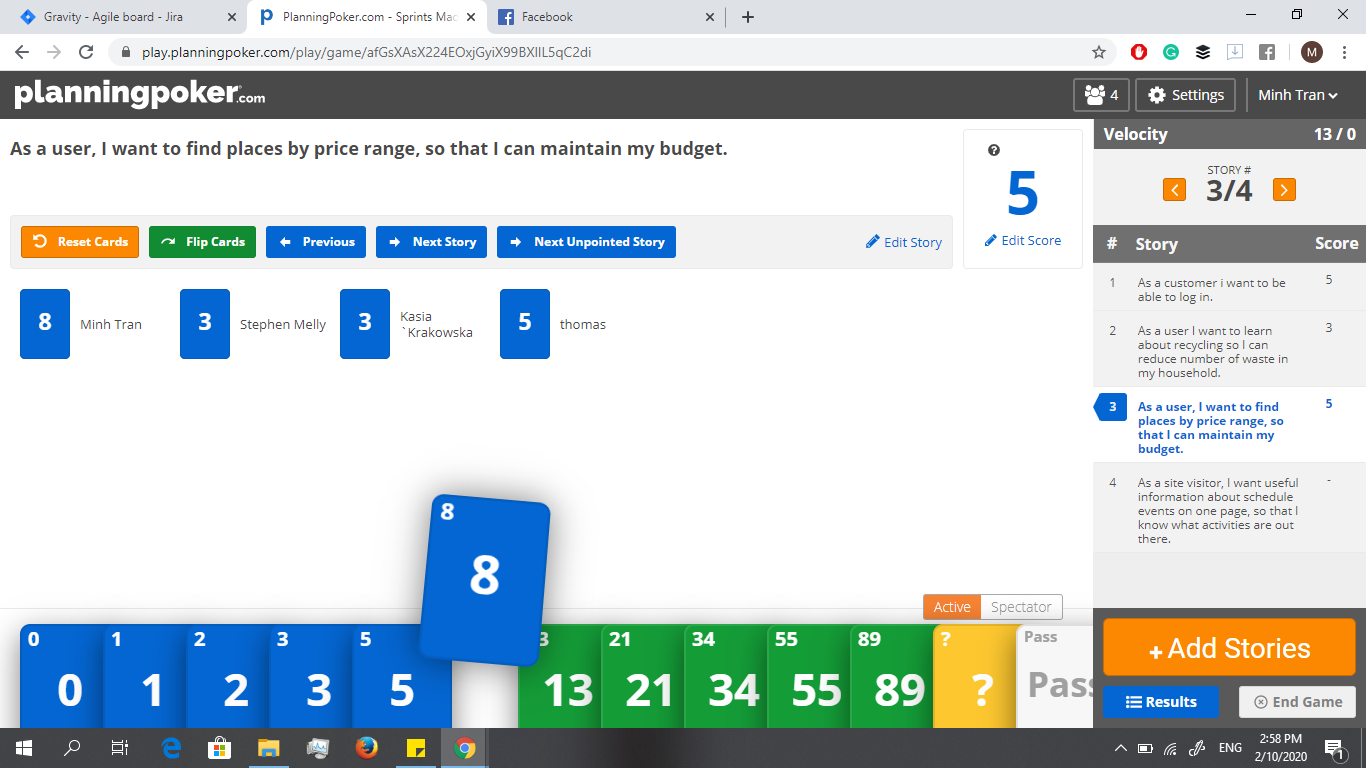 Gravity - Agile board - Jira
PlanningPoker.com - Sprints Mad
Facebook
play.planningpoker.com/play/game/afGsXAsX224EOxjGyiX99BXIIL5qC2di
M
planningpoker.com
4
Settings
Minh Tran
As a user, I want to find places by price range, so that I can maintain my budget.
?
5
Edit Score
Reset Cards
Flip Cards
Previous
Next Story
Next Unpointed Story
Edit Story
8 Minh Tran
3 Stephen Melly
3 Kasia
`Krakowska
5 thomas
Velocity 13 / 0
STORY #
3/4
# Story Score
1 As a customer i want to be 5
able to log in.
2 As a user I want to learn 3
about recycling so I can
reduce number of waste in
my household.
3 As a user, I want to find 5
places by price range, so
that I can maintain my
budget.
4 As a site visitor, I want useful -
information about schedule
events on one page, so that I
know what activities are out
there.
8
8
Active Spectator
0 1 2 3 5 3 21 34 55 89 ? Pass
0 1 2 3 5 13 21 34 55 89 ? Pass
+ Add Stories
Results
End Game
ENG
2:58 PM
2/10/2020
1